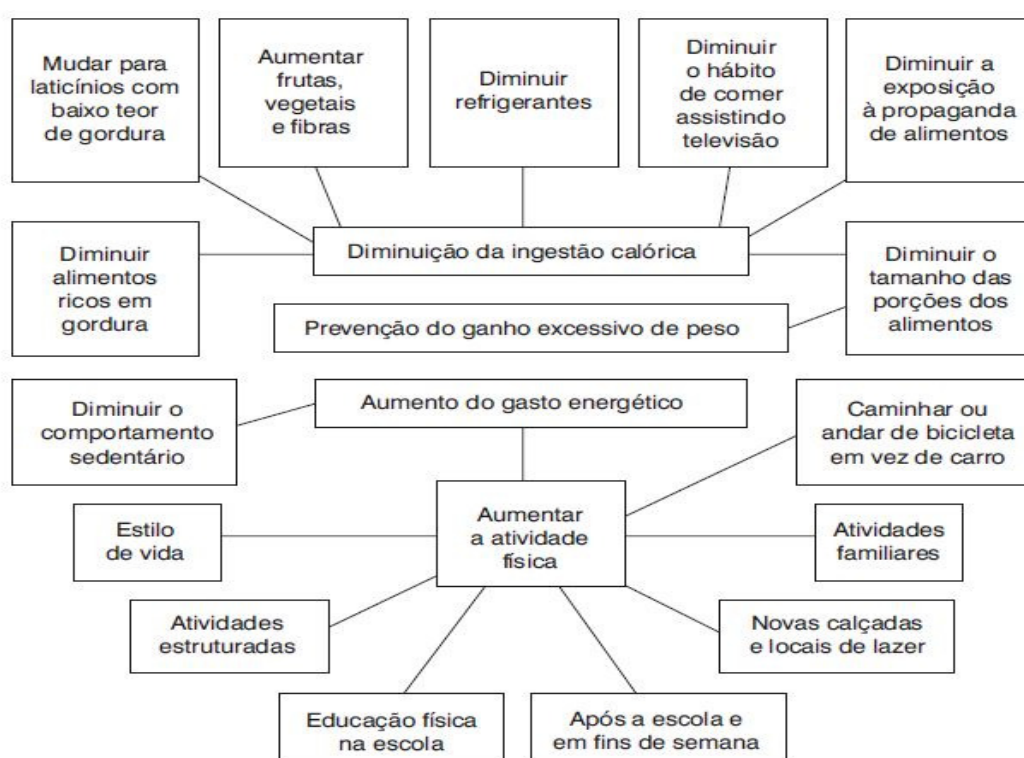 Mudar para
laticínios com
baixo teor
de gordura
Aumentar
frutas,
vegetais
e fibras
Diminuir
refrigerantes
Diminuir
o hábito
de comer
assistindo
televisão
Diminuir a
exposição
à propaganda
de alimentos
Diminuir
alimentos
ricos em
gordura
Diminuição da ingestão calórica
Diminuir o
tamanho das
porções dos
alimentos
Prevenção do ganho excessivo de peso
Diminuir o
comportamento
sedentário
Aumento do gasto energético
Caminhar ou
andar de bicicleta
em vez de carro
Estilo
de vida
Aumentar
a atividade
física
Atividades
familiares
Atividades
estruturadas
Novas calçadas
e locais de lazer
Educação física
na escola
Após a escola e
em fins de semana